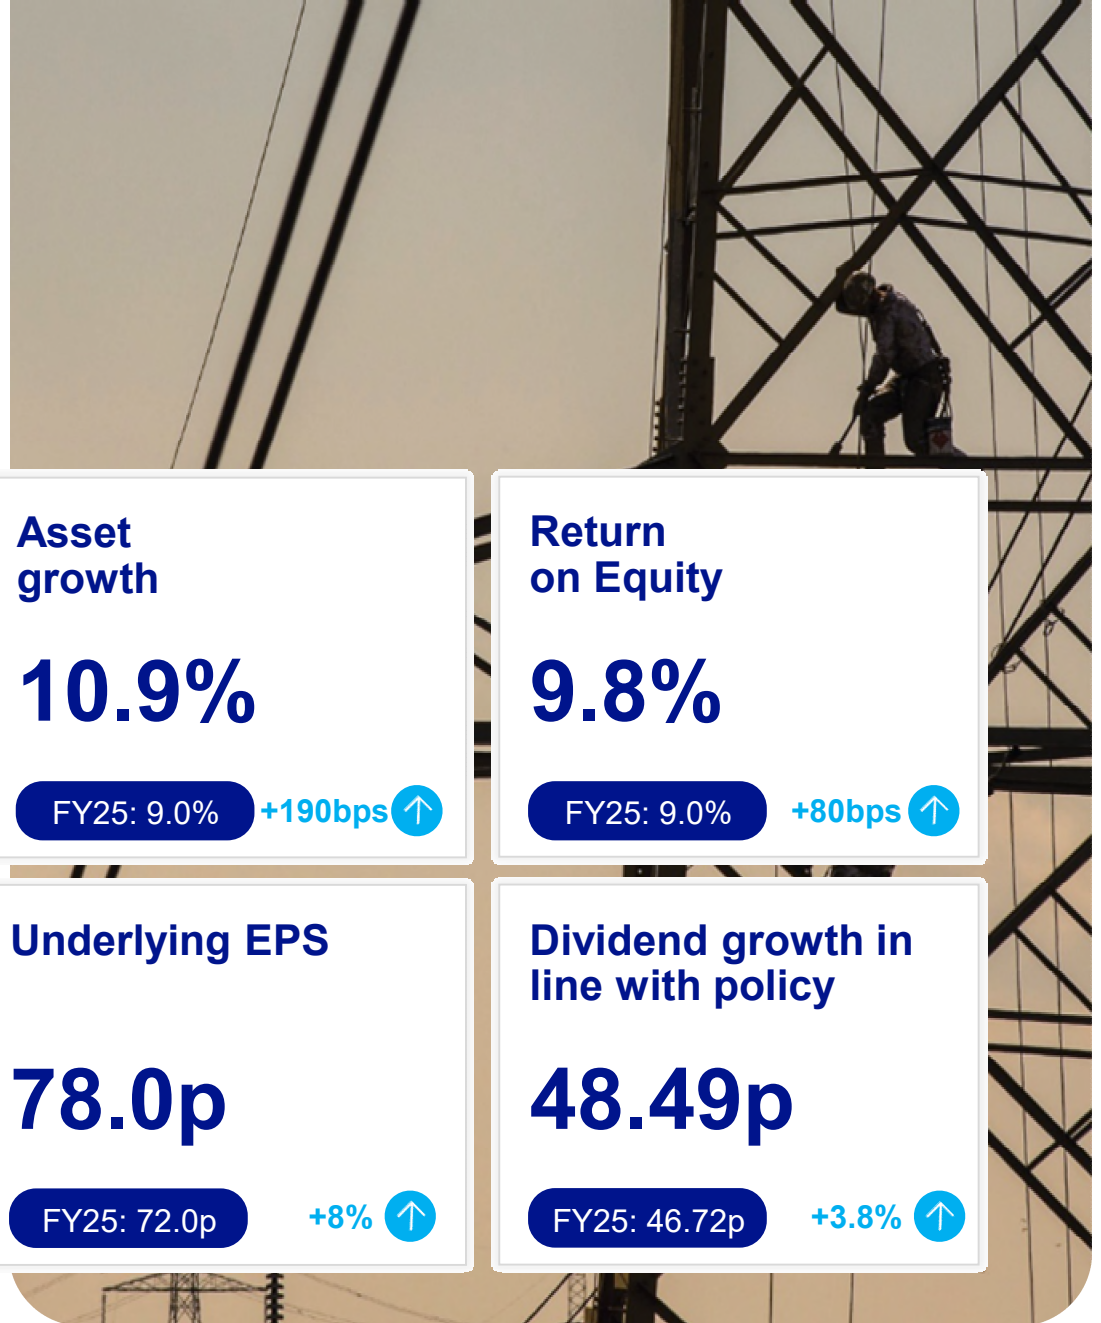 Asset
growth
10.9%
FY25: 9.0% +190bps
Return
on Equity
9.8%
FY25: 9.0% +80bps
Underlying EPS
78.0p
FY25: 72.0p +8%
Dividend growth in
line with policy
48.49p
FY25: 46.72p +3.8%